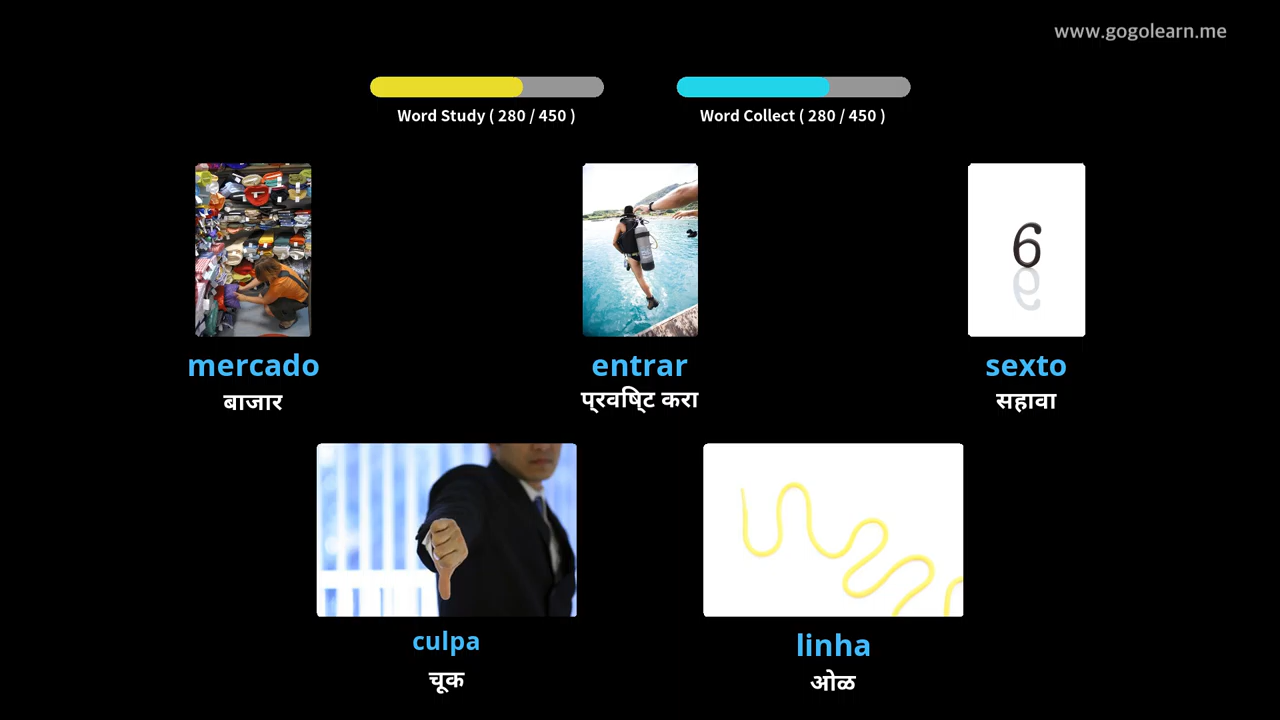 www.gogolearn.me
Word Study ( 280 / 450 )
Word Collect ( 280 / 450 )
mercado
बाजार
entrar
प्रविष्टि करा
sexto
6
सहावा
culpa
चूक
linha
ओळ